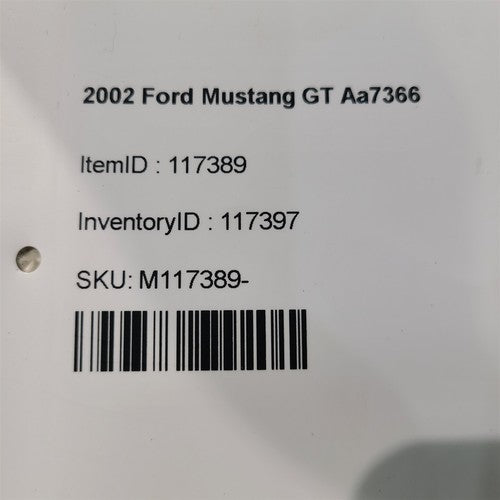 2002 Ford Mustang GT Aa7366
ItemID : 117389
InventoryID : 117397
SKU: M117389-